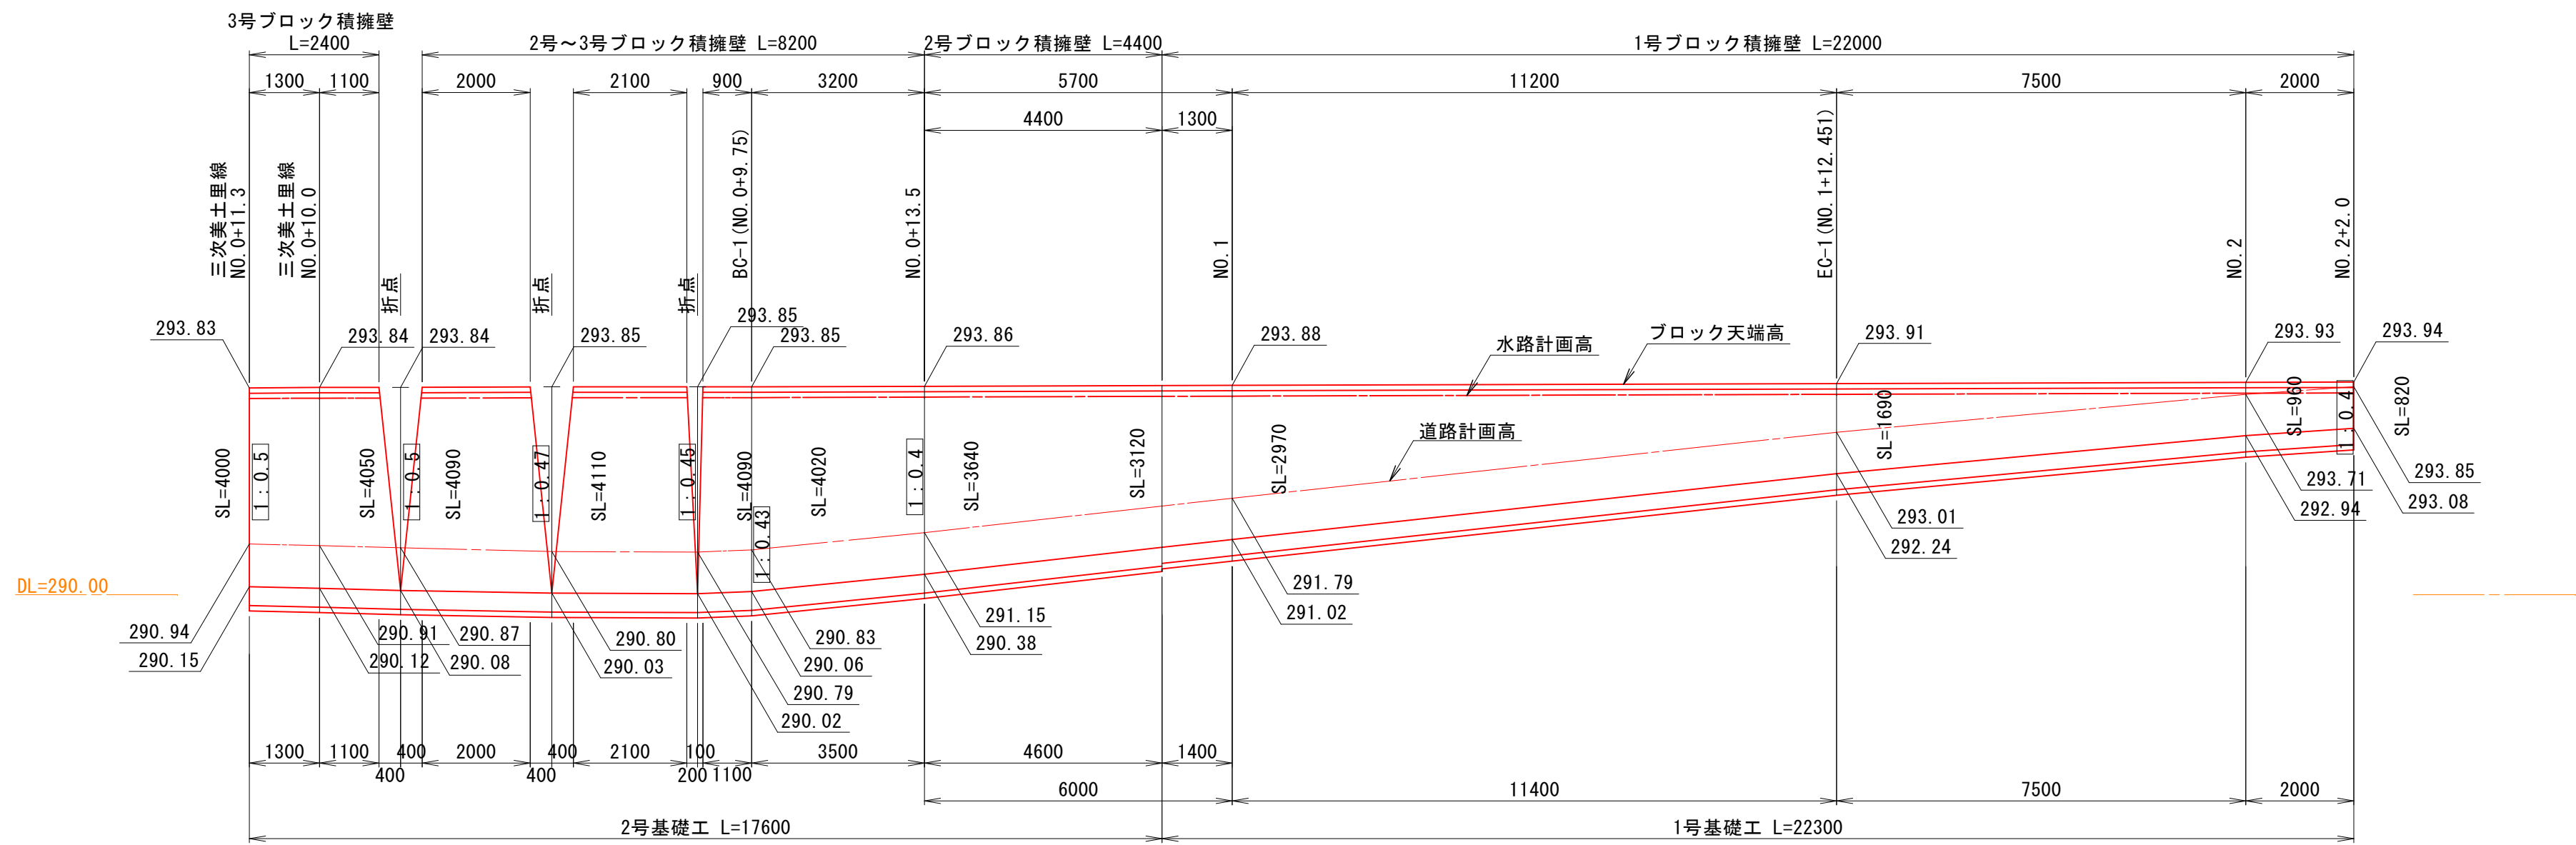 3号ブロック積擁壁
L=2400
2号～3号ブロック積擁壁 L=8200
2号ブロック積擁壁 L=4400
1号ブロック積擁壁 L=22000
1300
1100
2000
2100
900
3200
5700
11200
7500
2000
4400
1300
三次美土里線
NO.0+11.3
三次美土里線
NO.0+10.0
折点
折点
折点
BC-1(NO.0+9.75)
NO.0+13.5
NO.1
EC-1(NO.1+12.451)
NO.2
NO.2+2.0
293.83
293.84
293.84
293.85
293.85
293.85
293.86
293.88
水路計画高
ブロック天端高
293.91
293.93
293.94
道路計画高
SL=4000
1:0.5
SL=4050
1:0.5
SL=4090
1:0.47
SL=4110
1:0.45
SL=4090
1:0.43
SL=4020
1:0.4
SL=3640
SL=3120
SL=2970
SL=1690
SL=960
1:0.4
SL=820
DL=290.00
290.94
290.15
290.91
290.12
290.87
290.08
290.80
290.03
290.83
290.06
290.79
290.02
291.15
290.38
291.79
291.02
293.01
292.24
293.71
292.94
293.85
293.08
1300
1100
400
400
2000
400
400
2100
200
100
1100
3500
4600
1400
6000
11400
7500
2000
2号基礎工 L=17600
1号基礎工 L=22300